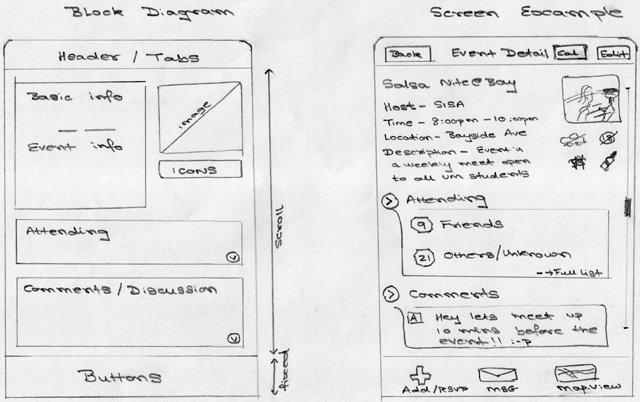 Block Diagram
Header / Tabs
Basic info
Event info
image
ICONS
Attending
v
Comments / Discussion
v
Buttons
Scroll
fixed
Screen Example
Back
Event Detail
Cal
Edit
Salsa Nite@Bay
Host - SISA
Time - 8:00pm - 10:00pm
Location - Bayside Ave
Description - Event is
a weekly meet open
to all um students
18
> Attending
9 Friends
21 Others/Unknown
→Full List
> Comments
A Hey lets meet up
10 mins before the
event!! :-p
Add/RSVP
MSG
mapview